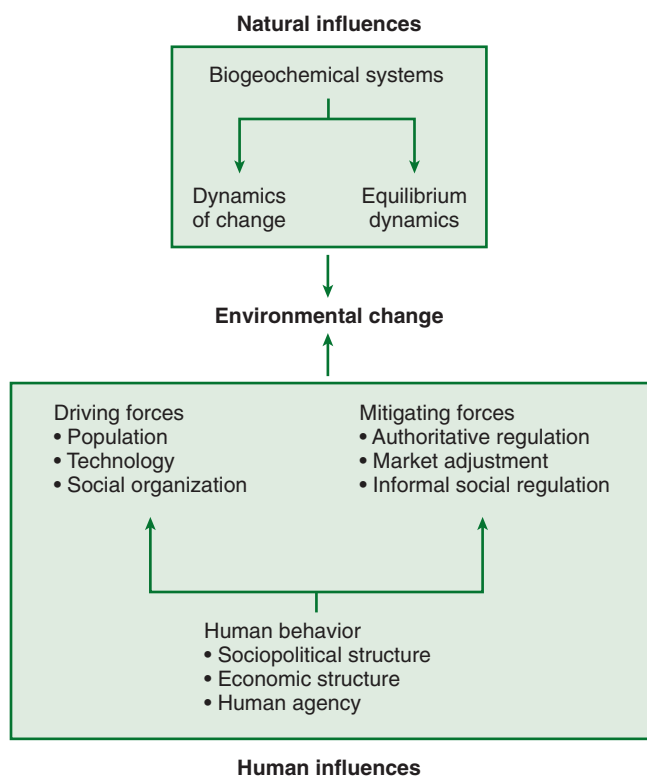 Natural influences
Biogeochemical systems
Dynamics
of change
Equilibrium
dynamics
Environmental change
Driving forces
• Population
• Technology
• Social organization
Mitigating forces
• Authoritative regulation
• Market adjustment
• Informal social regulation
Human behavior
• Sociopolitical structure
• Economic structure
• Human agency
Human influences